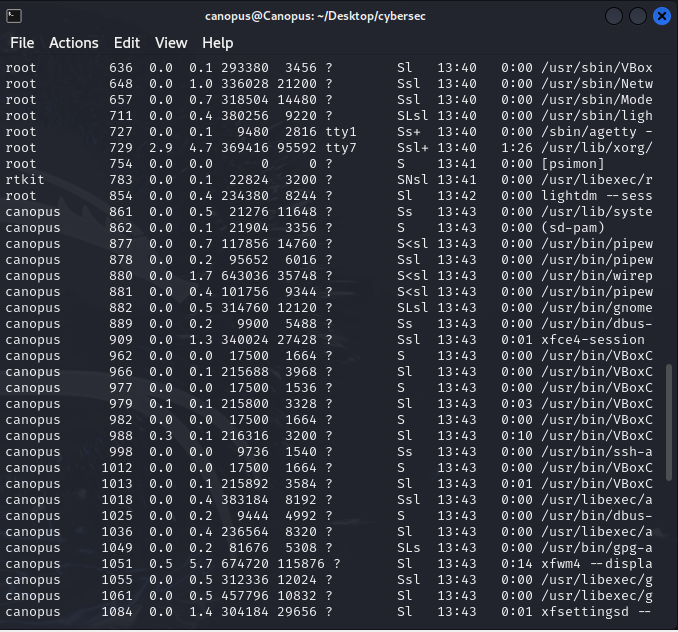 canopus@Canopus: ~/Desktop/cybersec
File Actions Edit View Help
root 636 0.0 0.1 293380 3456 ? Sl 13:40 0:00 /usr/sbin/VBox
root 648 0.0 1.0 336028 21200 ? Ssl 13:40 0:00 /usr/sbin/Netw
root 657 0.0 0.7 318504 14480 ? Ssl 13:40 0:00 /usr/sbin/Mode
root 711 0.0 0.4 380256 9220 ? SLsl 13:40 0:00 /usr/sbin/ligh
root 727 0.0 0.1 9480 2816 tty1 Ss+ 13:40 0:00 /sbin/agetty -
root 729 2.9 4.7 369416 95592 tty7 Ssl+ 13:40 1:26 /usr/lib/xorg/
root 754 0.0 0.0 0 0 ? S 13:41 0:00 [psimon]
rtkit 783 0.0 0.1 22824 3200 ? SNsl 13:41 0:00 /usr/libexec/r
root 854 0.0 0.4 234380 8244 ? Sl 13:42 0:00 lightdm --sess
canopus 861 0.0 0.5 21276 11648 ? Ss 13:43 0:00 /usr/lib/syste
canopus 862 0.0 0.1 21904 3356 ? S 13:43 0:00 (sd-pam)
canopus 877 0.0 0.7 117856 14760 ? S<sl 13:43 0:00 /usr/bin/pipew
canopus 878 0.0 0.2 95652 6016 ? Ssl 13:43 0:00 /usr/bin/pipew
canopus 880 0.0 1.7 643036 35748 ? S<sl 13:43 0:00 /usr/bin/wirep
canopus 881 0.0 0.4 101756 9344 ? S<sl 13:43 0:00 /usr/bin/pipew
canopus 882 0.0 0.5 314760 12120 ? SLsl 13:43 0:00 /usr/bin/gnome
canopus 889 0.0 0.2 9900 5488 ? Ss 13:43 0:00 /usr/bin/dbus-
canopus 909 0.0 1.3 340024 27428 ? Ssl 13:43 0:01 xfce4-session
canopus 962 0.0 0.0 17500 1664 ? S 13:43 0:00 /usr/bin/VBoxC
canopus 966 0.0 0.1 215688 3968 ? Sl 13:43 0:00 /usr/bin/VBoxC
canopus 977 0.0 0.0 17500 1536 ? S 13:43 0:00 /usr/bin/VBoxC
canopus 979 0.1 0.1 215800 3328 ? Sl 13:43 0:03 /usr/bin/VBoxC
canopus 982 0.0 0.0 17500 1664 ? S 13:43 0:00 /usr/bin/VBoxC
canopus 988 0.3 0.1 216316 3200 ? Sl 13:43 0:10 /usr/bin/VBoxC
canopus 998 0.0 0.0 9736 1540 ? Ss 13:43 0:00 /usr/bin/ssh-a
canopus 1012 0.0 0.0 17500 1664 ? S 13:43 0:00 /usr/bin/VBoxC
canopus 1013 0.0 0.1 215892 3584 ? Sl 13:43 0:01 /usr/bin/VBoxC
canopus 1018 0.0 0.4 383184 8192 ? Ssl 13:43 0:00 /usr/libexec/a
canopus 1025 0.0 0.2 9444 4992 ? S 13:43 0:00 /usr/bin/dbus-
canopus 1036 0.0 0.4 236564 8320 ? Sl 13:43 0:00 /usr/libexec/a
canopus 1049 0.0 0.2 81676 5308 ? SLs 13:43 0:00 /usr/bin/gpg-a
canopus 1051 0.5 5.7 674720 115876 ? Sl 13:43 0:14 xfwm4 --displa
canopus 1055 0.0 0.5 312336 12024 ? Ssl 13:43 0:00 /usr/libexec/g
canopus 1061 0.0 0.5 457796 10832 ? Sl 13:43 0:00 /usr/libexec/g
canopus 1084 0.0 1.4 304184 29656 ? Sl 13:43 0:01 xfsettingsd --